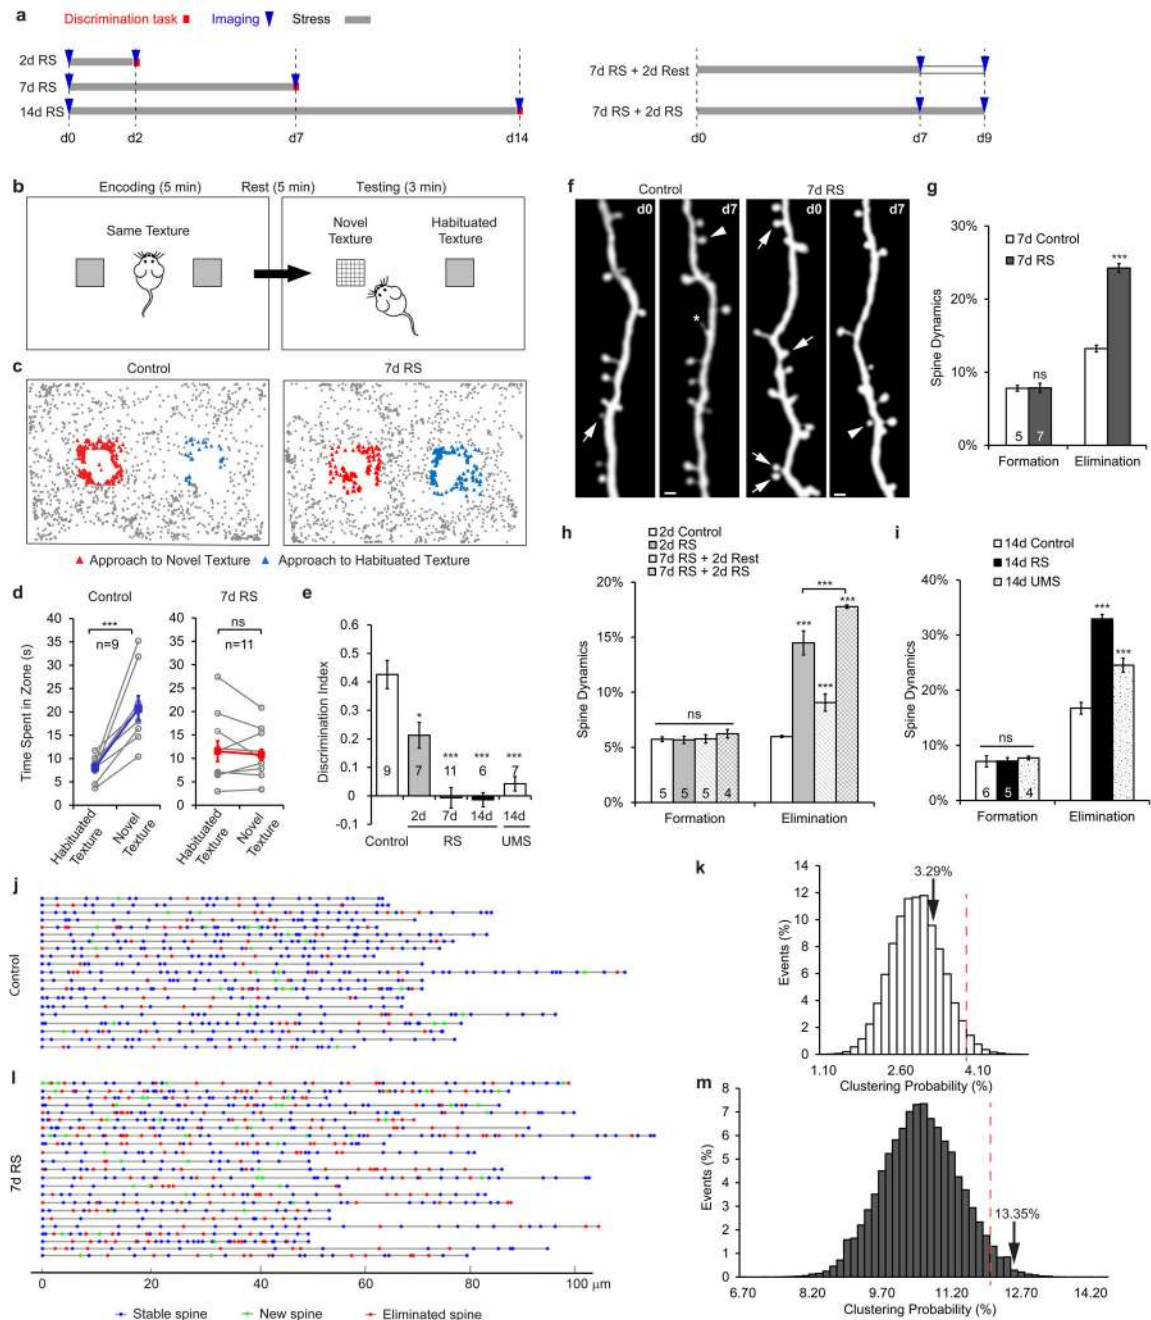 a
Discrimination task Imaging Stress
2d RS
7d RS
14d RS
d0 d2 d7 d14
7d RS + 2d Rest
7d RS + 2d RS
d0 d7 d9
b
Encoding (5 min) Rest (5 min) Testing (3 min)
Same Texture
Novel
Texture
Habituated
Texture
c
Control 7d RS
Approach to Novel Texture Approach to Habituated Texture
d
Control 7d RS
Time Spent in Zone (s)
40
35
30
25
20
15
10
5
0
***
n=9
Habituated
Texture
Novel
Texture
40
35
30
25
20
15
10
5
0
ns
n=11
Habituated
Texture
Novel
Texture
e
Discrimination Index
0.6
0.5
0.4
0.3
0.2
0.1
0
-0.1
* *** *** ***
9 7 11 6 7
2d 7d 14d 14d
Control RS UMS
f
Control 7d RS
d0 d7 d0 d7
*
g
Spine Dynamics
30%
20%
10%
0%
7d Control
7d RS
***
ns
5 7
Formation Elimination
h
2d Control
2d RS
7d RS + 2d Rest
7d RS + 2d RS
Spine Dynamics
20%
15%
10%
5%
0%
***
*** *** ***
ns
5 5 5 4
Formation Elimination
i
14d Control
14d RS
14d UMS
Spine Dynamics
40%
30%
20%
10%
0%
***
***
ns
6 5 4
Formation Elimination
j
Control
k
Events (%)
14
12
10
8
6
4
2
0
3.29%
1.10 2.60 4.10
Clustering Probability (%)
l
7d RS
0 20 40 60 80 100 μm
Stable spine New spine Eliminated spine
m
Events (%)
8
7
6
5
4
3
2
1
0
13.35%
6.70 8.20 9.70 11.20 12.70 14.20
Clustering Probability (%)